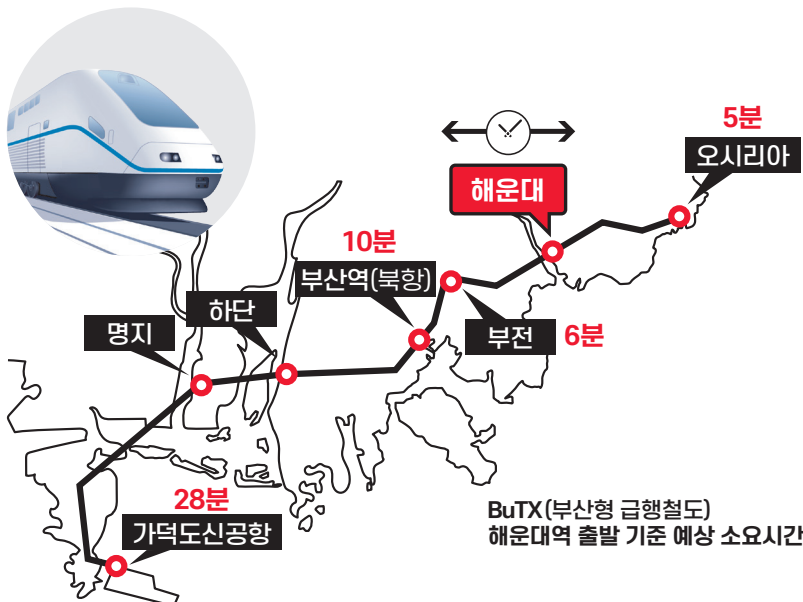 5분
오시리아
해운대
10분
부산역(북항)
하단
명지
부전
6분
28분
가덕도신공항
BuTX(부산형 급행철도)
해운대역 출발 기준 예상 소요시간